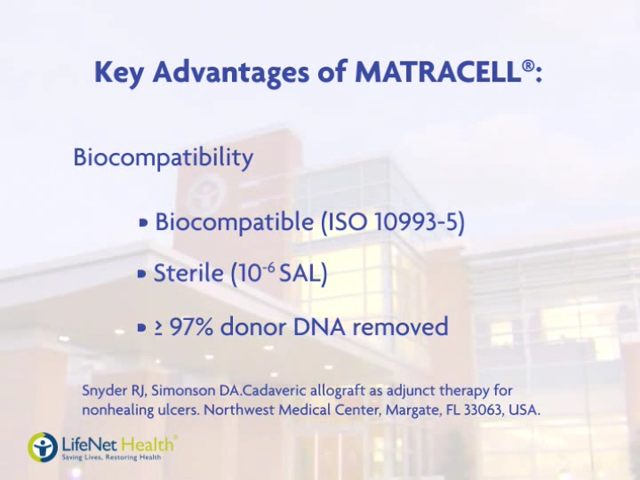 Key Advantages of MATRACELL®:
Biocompatibility
Biocompatible (ISO 10993-5)
Sterile (10⁻⁶ SAL)
≥ 97% donor DNA removed
Snyder RJ, Simonson DA.Cadaveric allograft as adjunct therapy for
nonhealing ulcers. Northwest Medical Center, Margate, FL 33063, USA.
LifeNet Health®
Saving Lives. Restoring Health